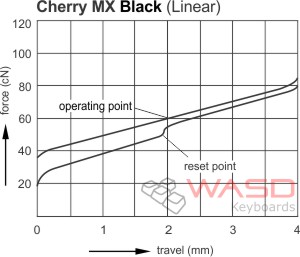 Cherry MX Black (Linear)
120
100
80
60
40
20
force (cN)
operating point
reset point
WASD
Keyboards
0
1
2
3
4
travel (mm)